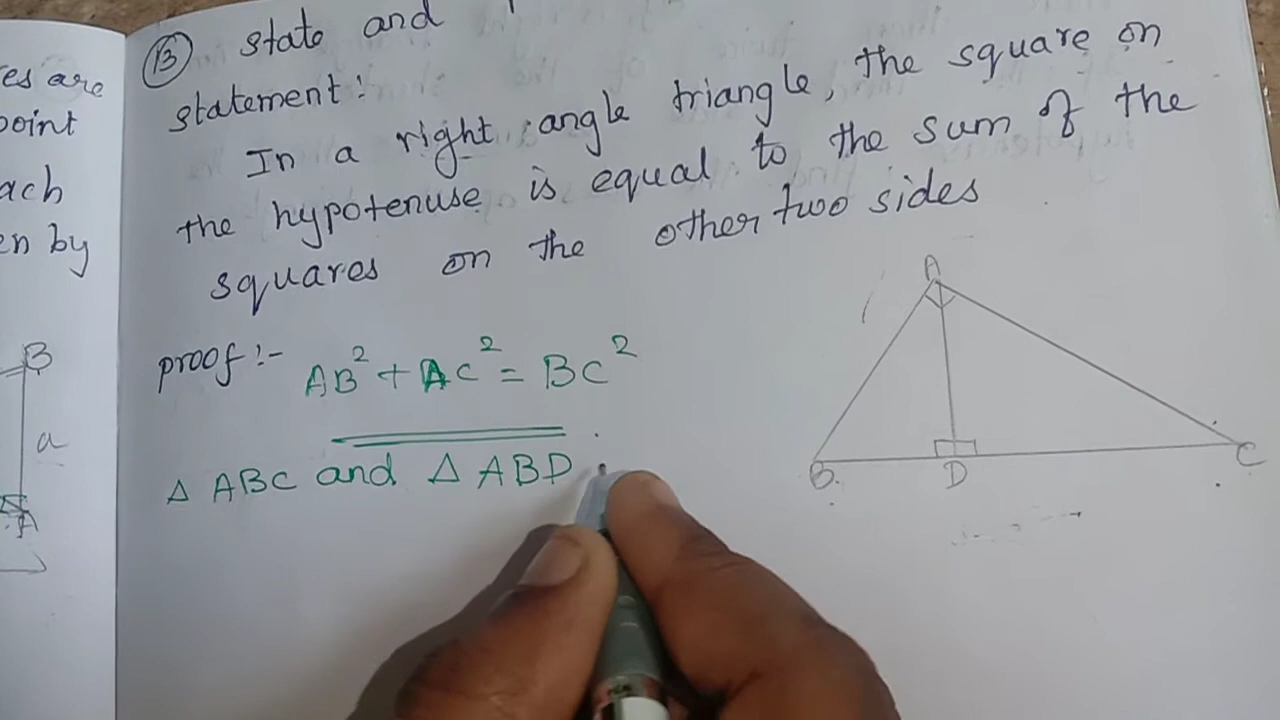 es are
point
ach
en by
B
a
A
13 state and
statement:
In a right angle triangle, the square on
the hypotenuse is equal to the sum of the
squares on the other two sides
proof :- AB² + AC² = BC²
△ ABC and △ ABD
A
B D C